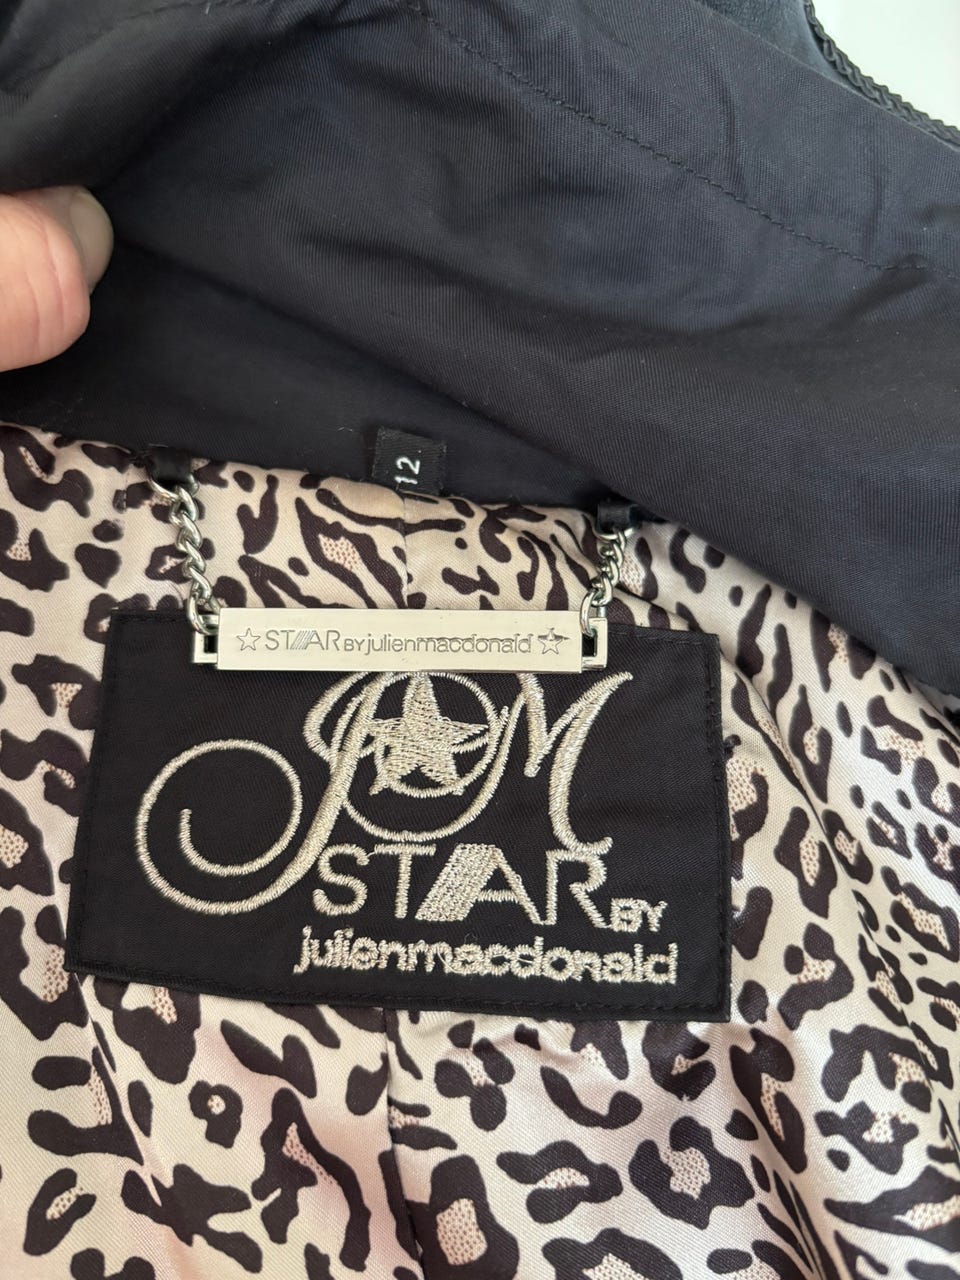 12
☆ STAR BY julienmacdonald ☆
JM
STAR BY
julienmacdonald